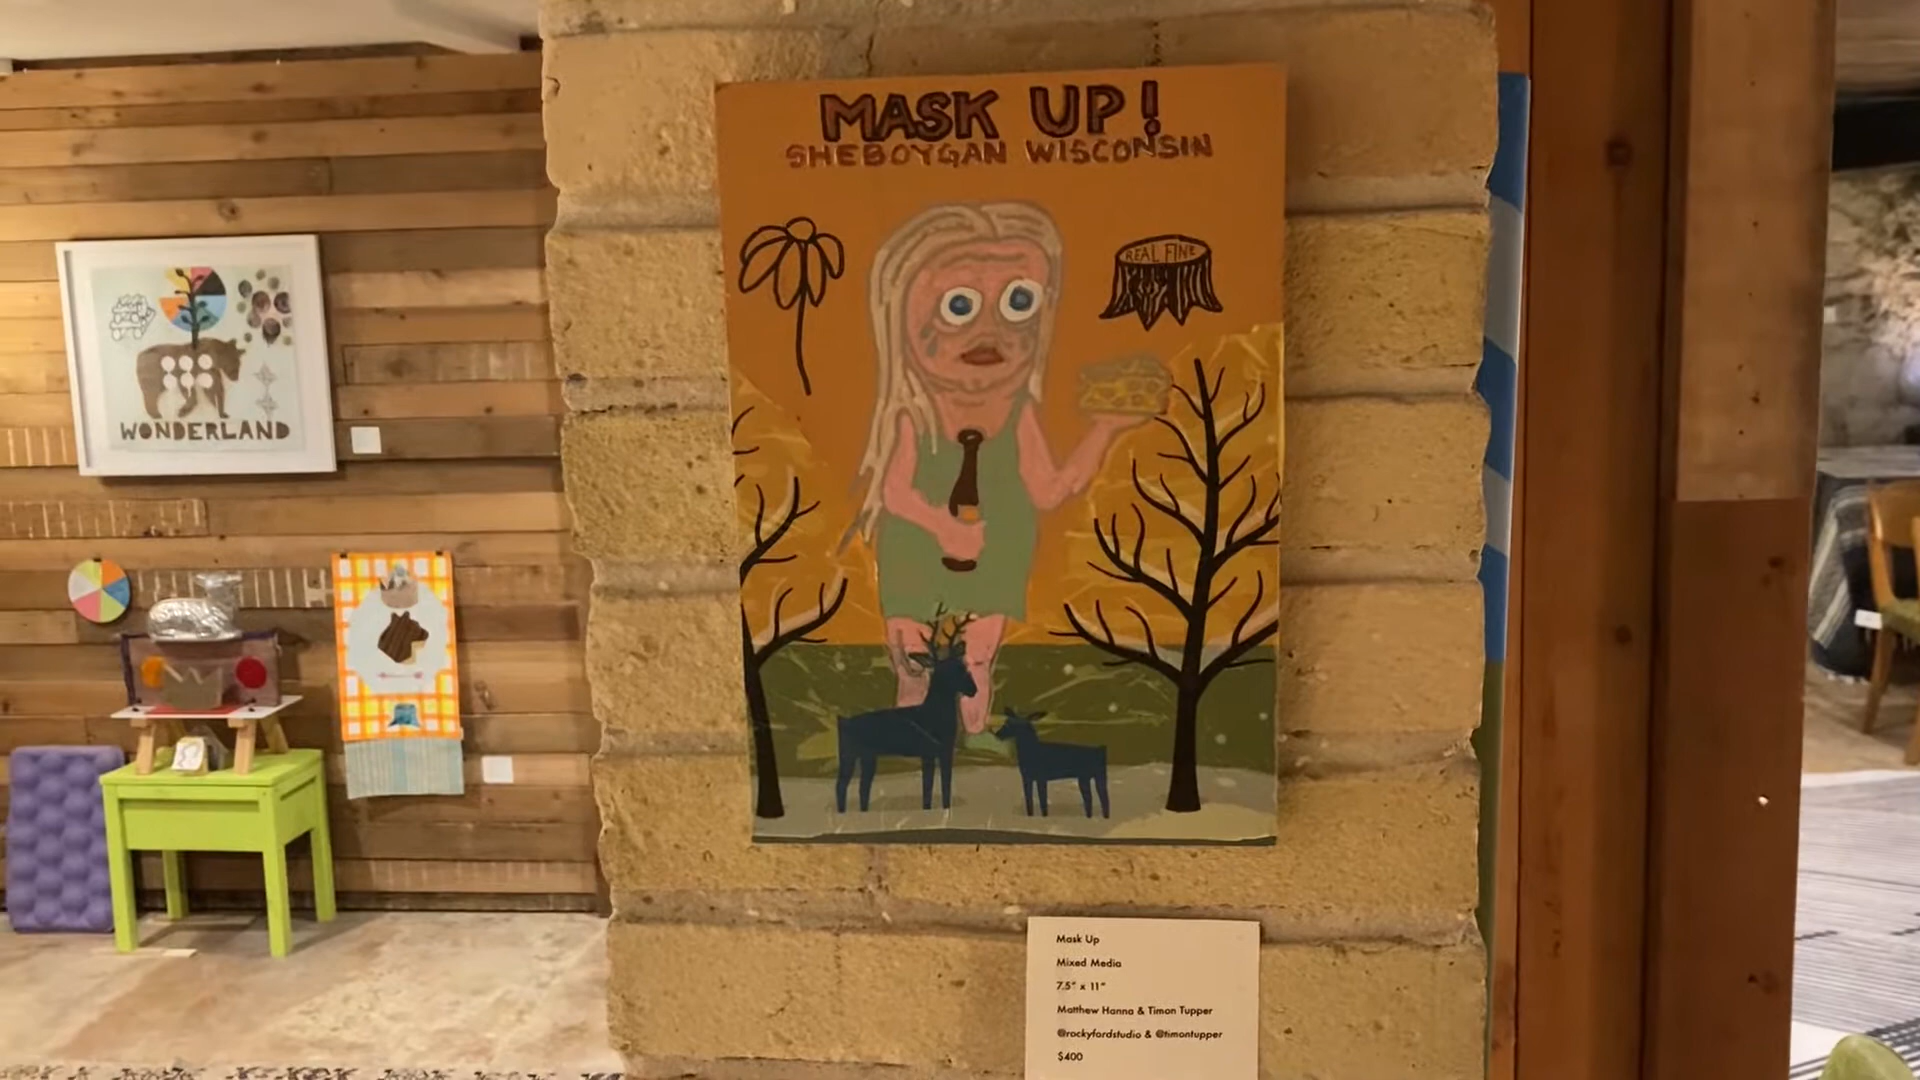 MASK UP!
SHEBOYGAN WISCONSIN
REAL FINE
WONDERLAND
Mask Up
Mixed Media
7.5" x 11"
Matthew Hanna & Timon Tupper
@rockyfordstudio & @timontupper
$400